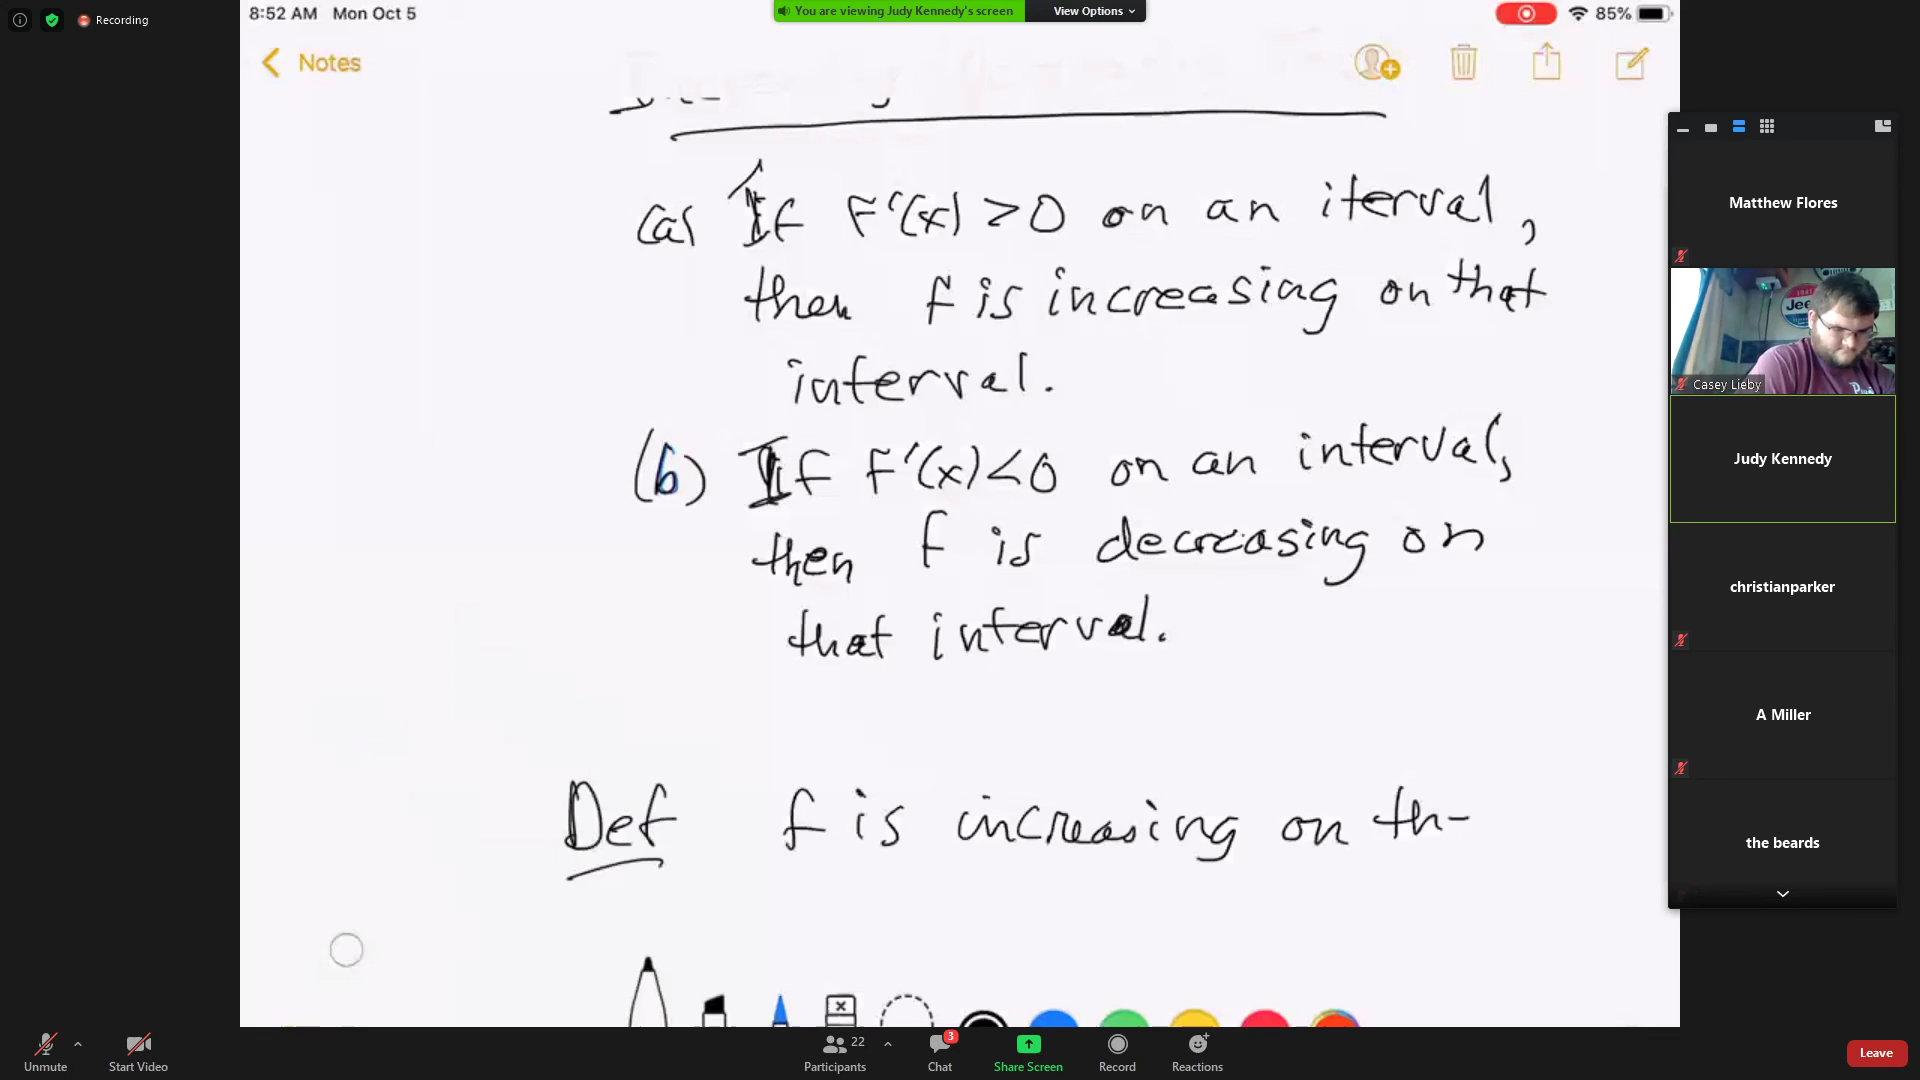 Recording
8:52 AM Mon Oct 5
You are viewing Judy Kennedy's screen
View Options
85%
Notes
(a) If f'(x) > 0 on an iterval,
then f is increasing on that
interval.
(b) If f'(x) < 0 on an interval,
then f is decreasing on
that interval.
Def f is increasing on th
Matthew Flores
Jee
Casey Lieby
Judy Kennedy
christianparker
A Miller
the beards
Unmute
Start Video
Participants
22
Chat
3
Share Screen
Record
Reactions
Leave